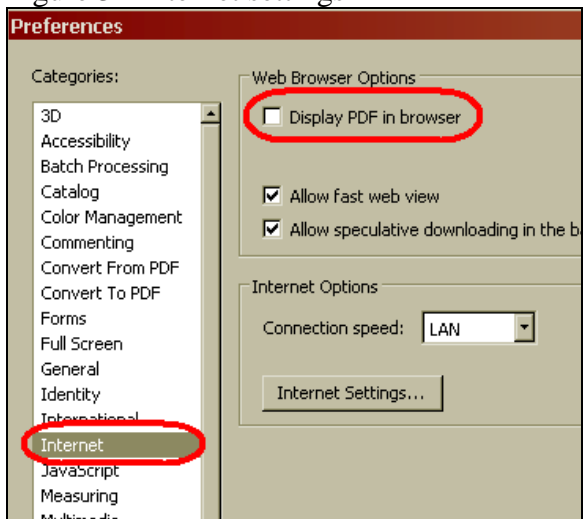 Preferences
Categories:
3D
Accessibility
Batch Processing
Catalog
Color Management
Commenting
Convert From PDF
Convert To PDF
Forms
Full Screen
General
Identity
International
Internet
JavaScript
Measuring
Multimedia
Web Browser Options
Display PDF in browser
Allow fast web view
Allow speculative downloading in the b
Internet Options
Connection speed: LAN
Internet Settings...